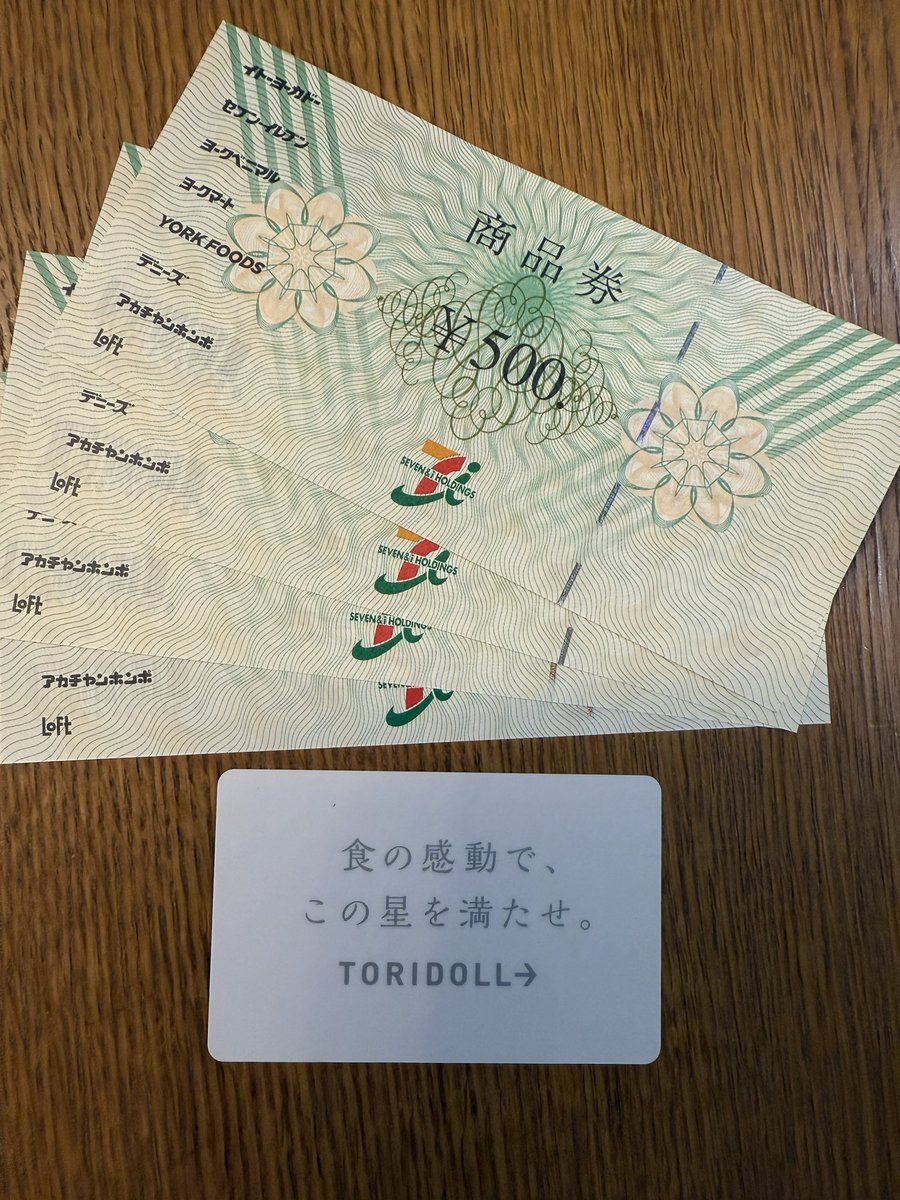 イトーヨーカドー
セブン-イレブン
ヨークベニマル
ヨークマート
YORK FOODS
デニーズ
アカチャンホンポ
LOFt
商品券
¥500.
SEVEN&i HOLDINGS
デニーズ
アカチャンホンポ
LOFt
SEVEN&i HOLDINGS
デニーズ
アカチャンホンポ
LOFt
SEVEN&i HOLDINGS
アカチャンホンポ
LOFt
食の感動で、
この星を満たせ。
TORIDOLL→